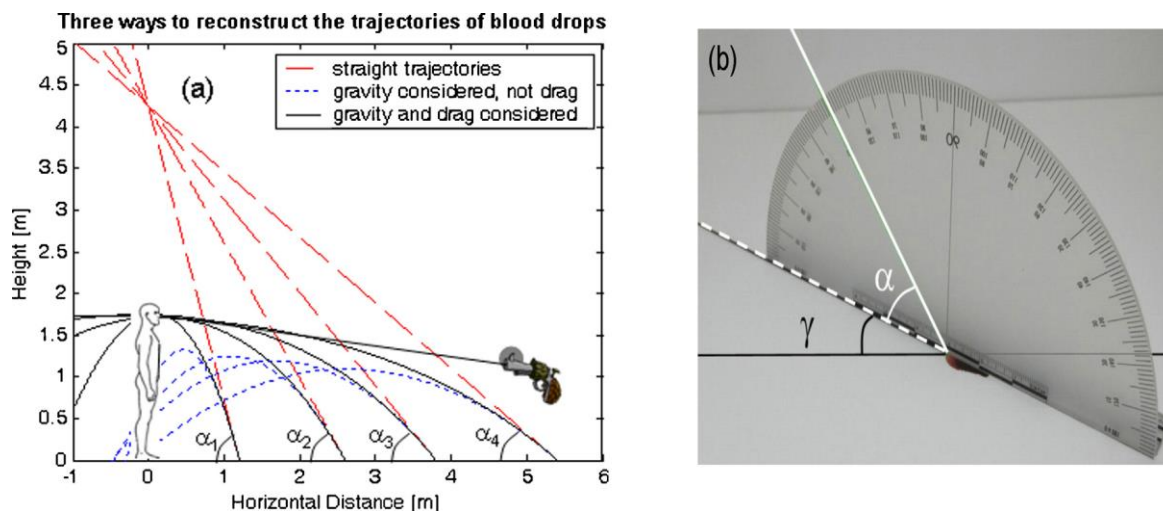 Three ways to reconstruct the trajectories of blood drops
(a)
straight trajectories
gravity considered, not drag
gravity and drag considered
Height [m]
5
4.5
4
3.5
3
2.5
2
1.5
1
0.5
0
α1
α2
α3
α4
-1 0 1 2 3 4 5 6
Horizontal Distance [m]
(b)
90
α
γ